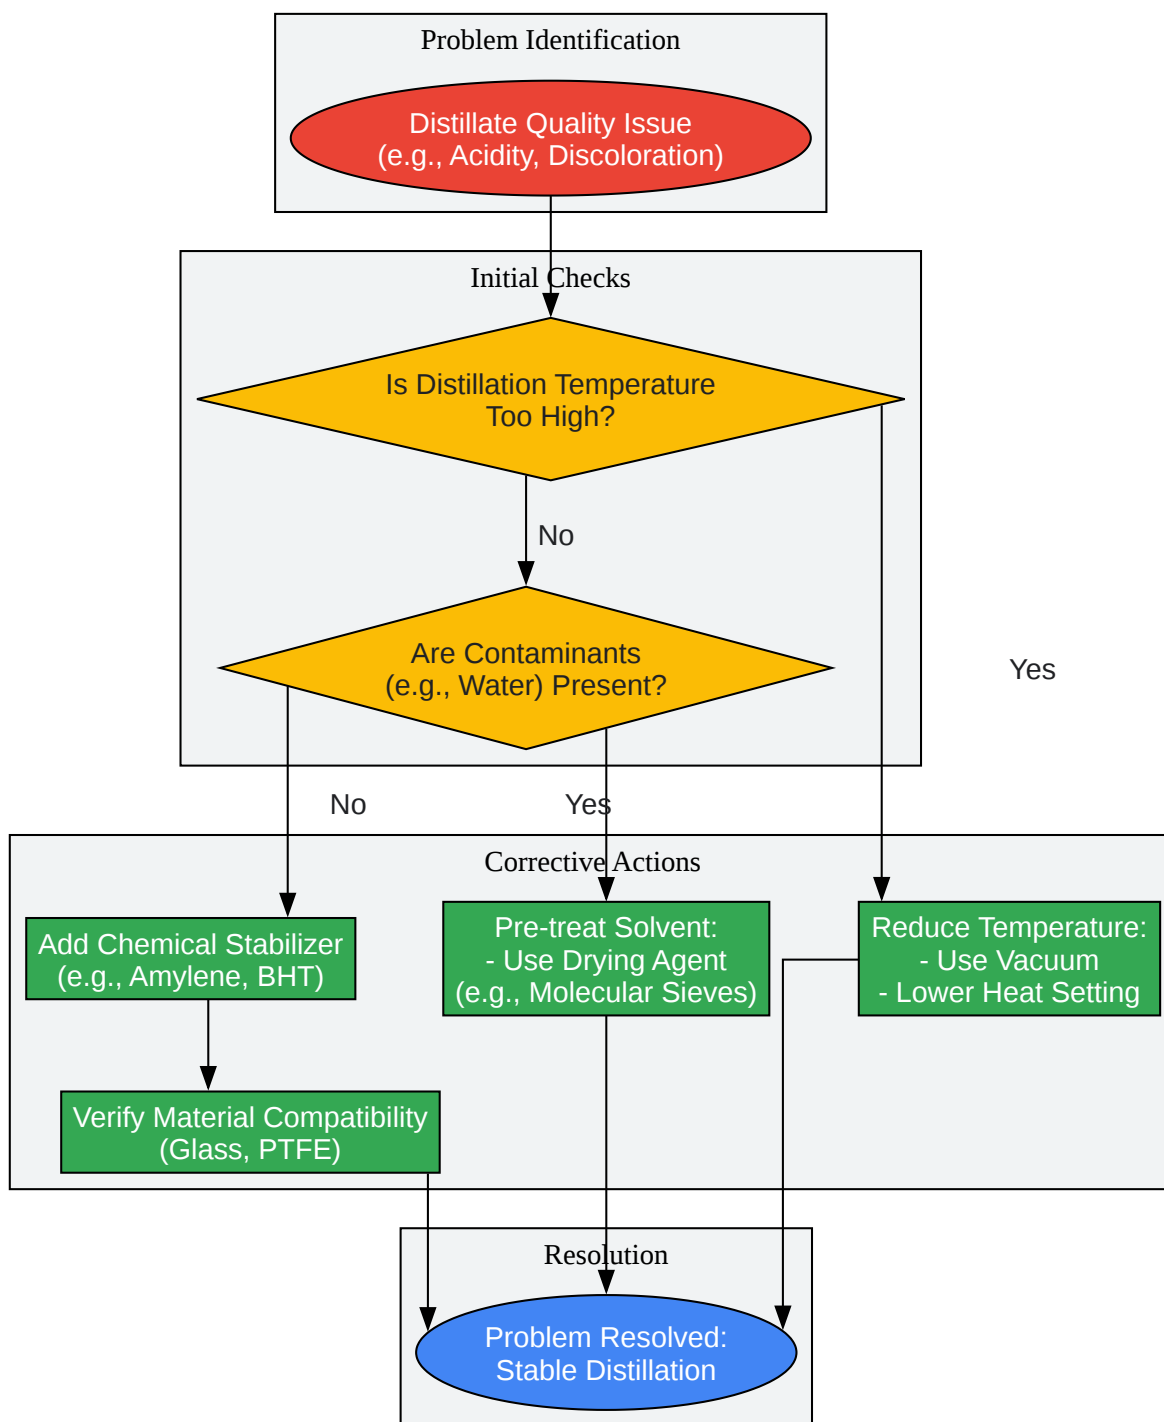 Problem Identification
Distillate Quality Issue
(e.g., Acidity, Discoloration)
Initial Checks
Is Distillation Temperature
Too High?
No
Are Contaminants
(e.g., Water) Present?
Yes
No
Yes
Corrective Actions
Add Chemical Stabilizer
(e.g., Amylene, BHT)
Pre-treat Solvent:
- Use Drying Agent
(e.g., Molecular Sieves)
Reduce Temperature:
- Use Vacuum
- Lower Heat Setting
Verify Material Compatibility
(Glass, PTFE)
Resolution
Problem Resolved:
Stable Distillation